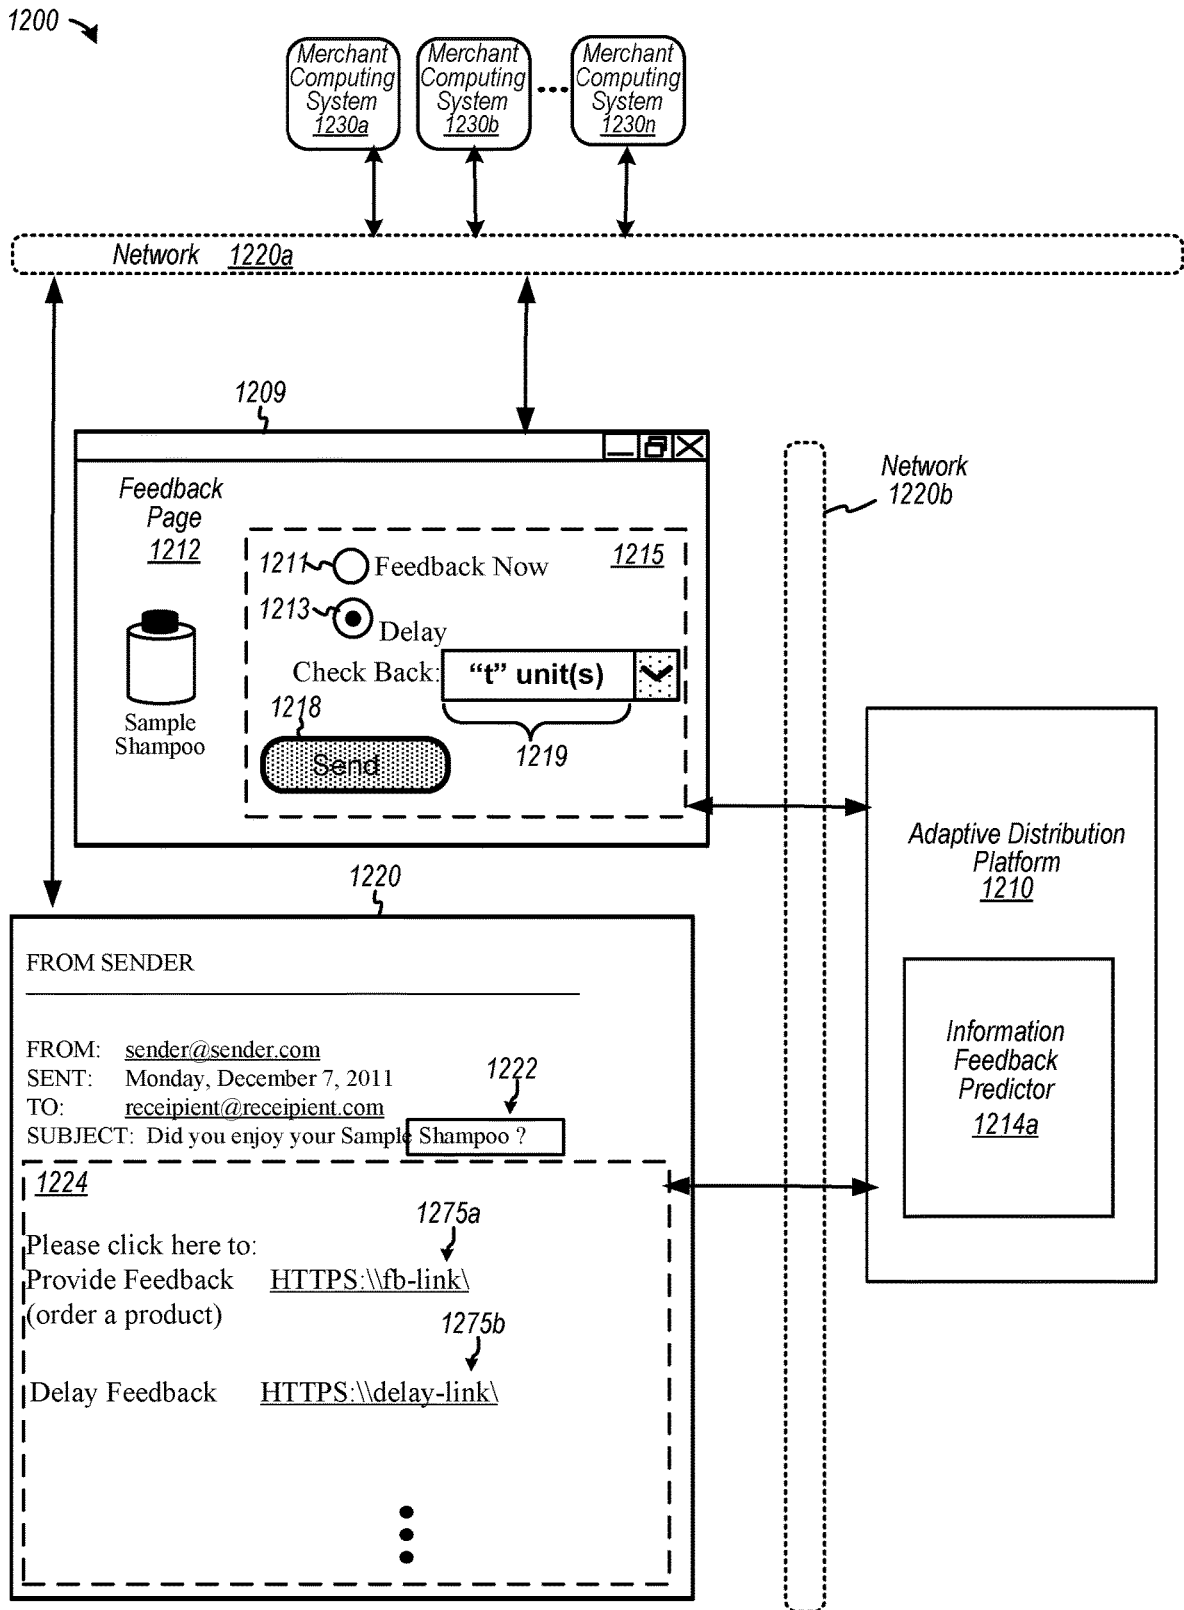 1200
Merchant
Computing
System
1230a
Merchant
Computing
System
1230b
Merchant
Computing
System
1230n
Network 1220a
1209
Feedback
Page
1212
Sample
Shampoo
1215
1211
Feedback Now
1213
Delay
Check Back: "t" unit(s)
1218
1219
Send
Network
1220b
Adaptive Distribution
Platform
1210
Information
Feedback
Predictor
1214a
1220
FROM SENDER
FROM: sender@sender.com
SENT: Monday, December 7, 2011
1222
TO: receipient@receipient.com
SUBJECT: Did you enjoy your Sample Shampoo ?
1224
1275a
Please click here to:
Provide Feedback HTTPS:\\fb-link\
(order a product)
1275b
Delay Feedback HTTPS:\\delay-link\